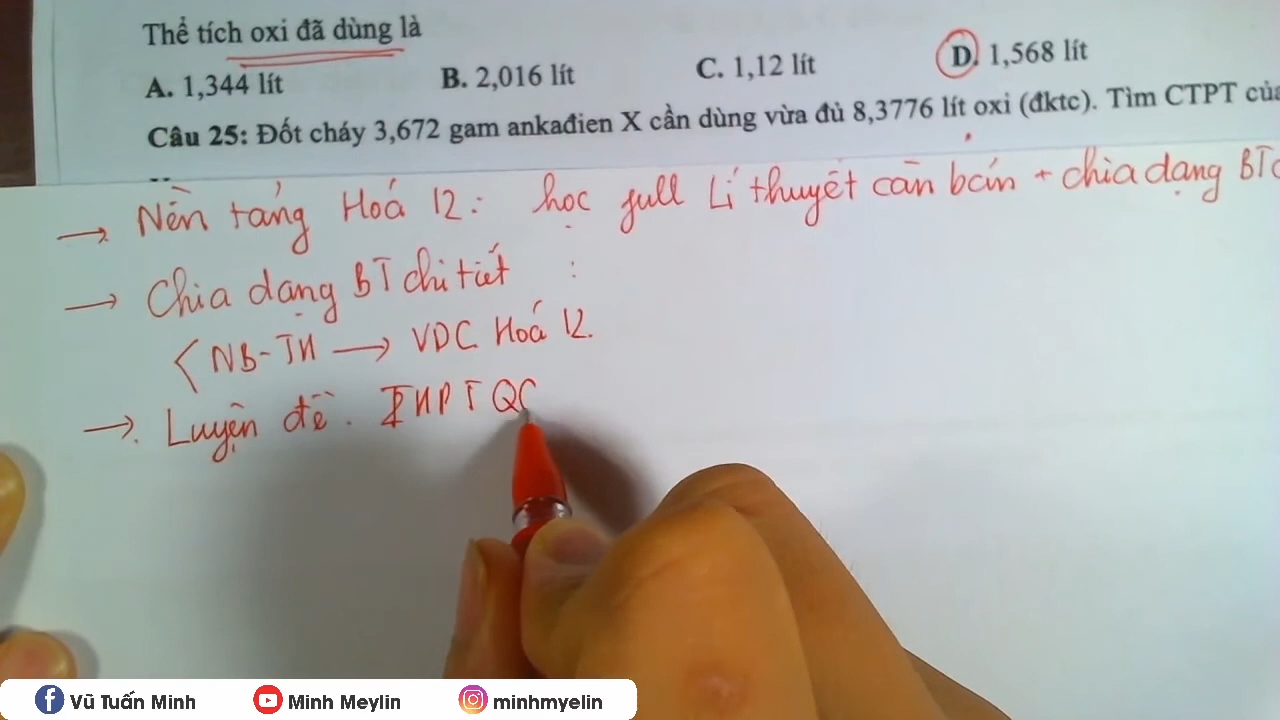 Thể tích oxi đã dùng là
A. 1,344 lít B. 2,016 lít C. 1,12 lít D. 1,568 lít
Câu 25: Đốt cháy 3,672 gam ankađien X cần dùng vừa đủ 8,3776 lít oxi (đktc). Tìm CTPT của
→ Nền tảng Hoá 12: học full Lí thuyết căn bản + chia dạng BT
→ Chia dạng BT chi tiết :
< NB-TH → VDC Hoá 12.
→. Luyện đề. THPT QG
Vũ Tuấn Minh Minh Meylin minhmyelin